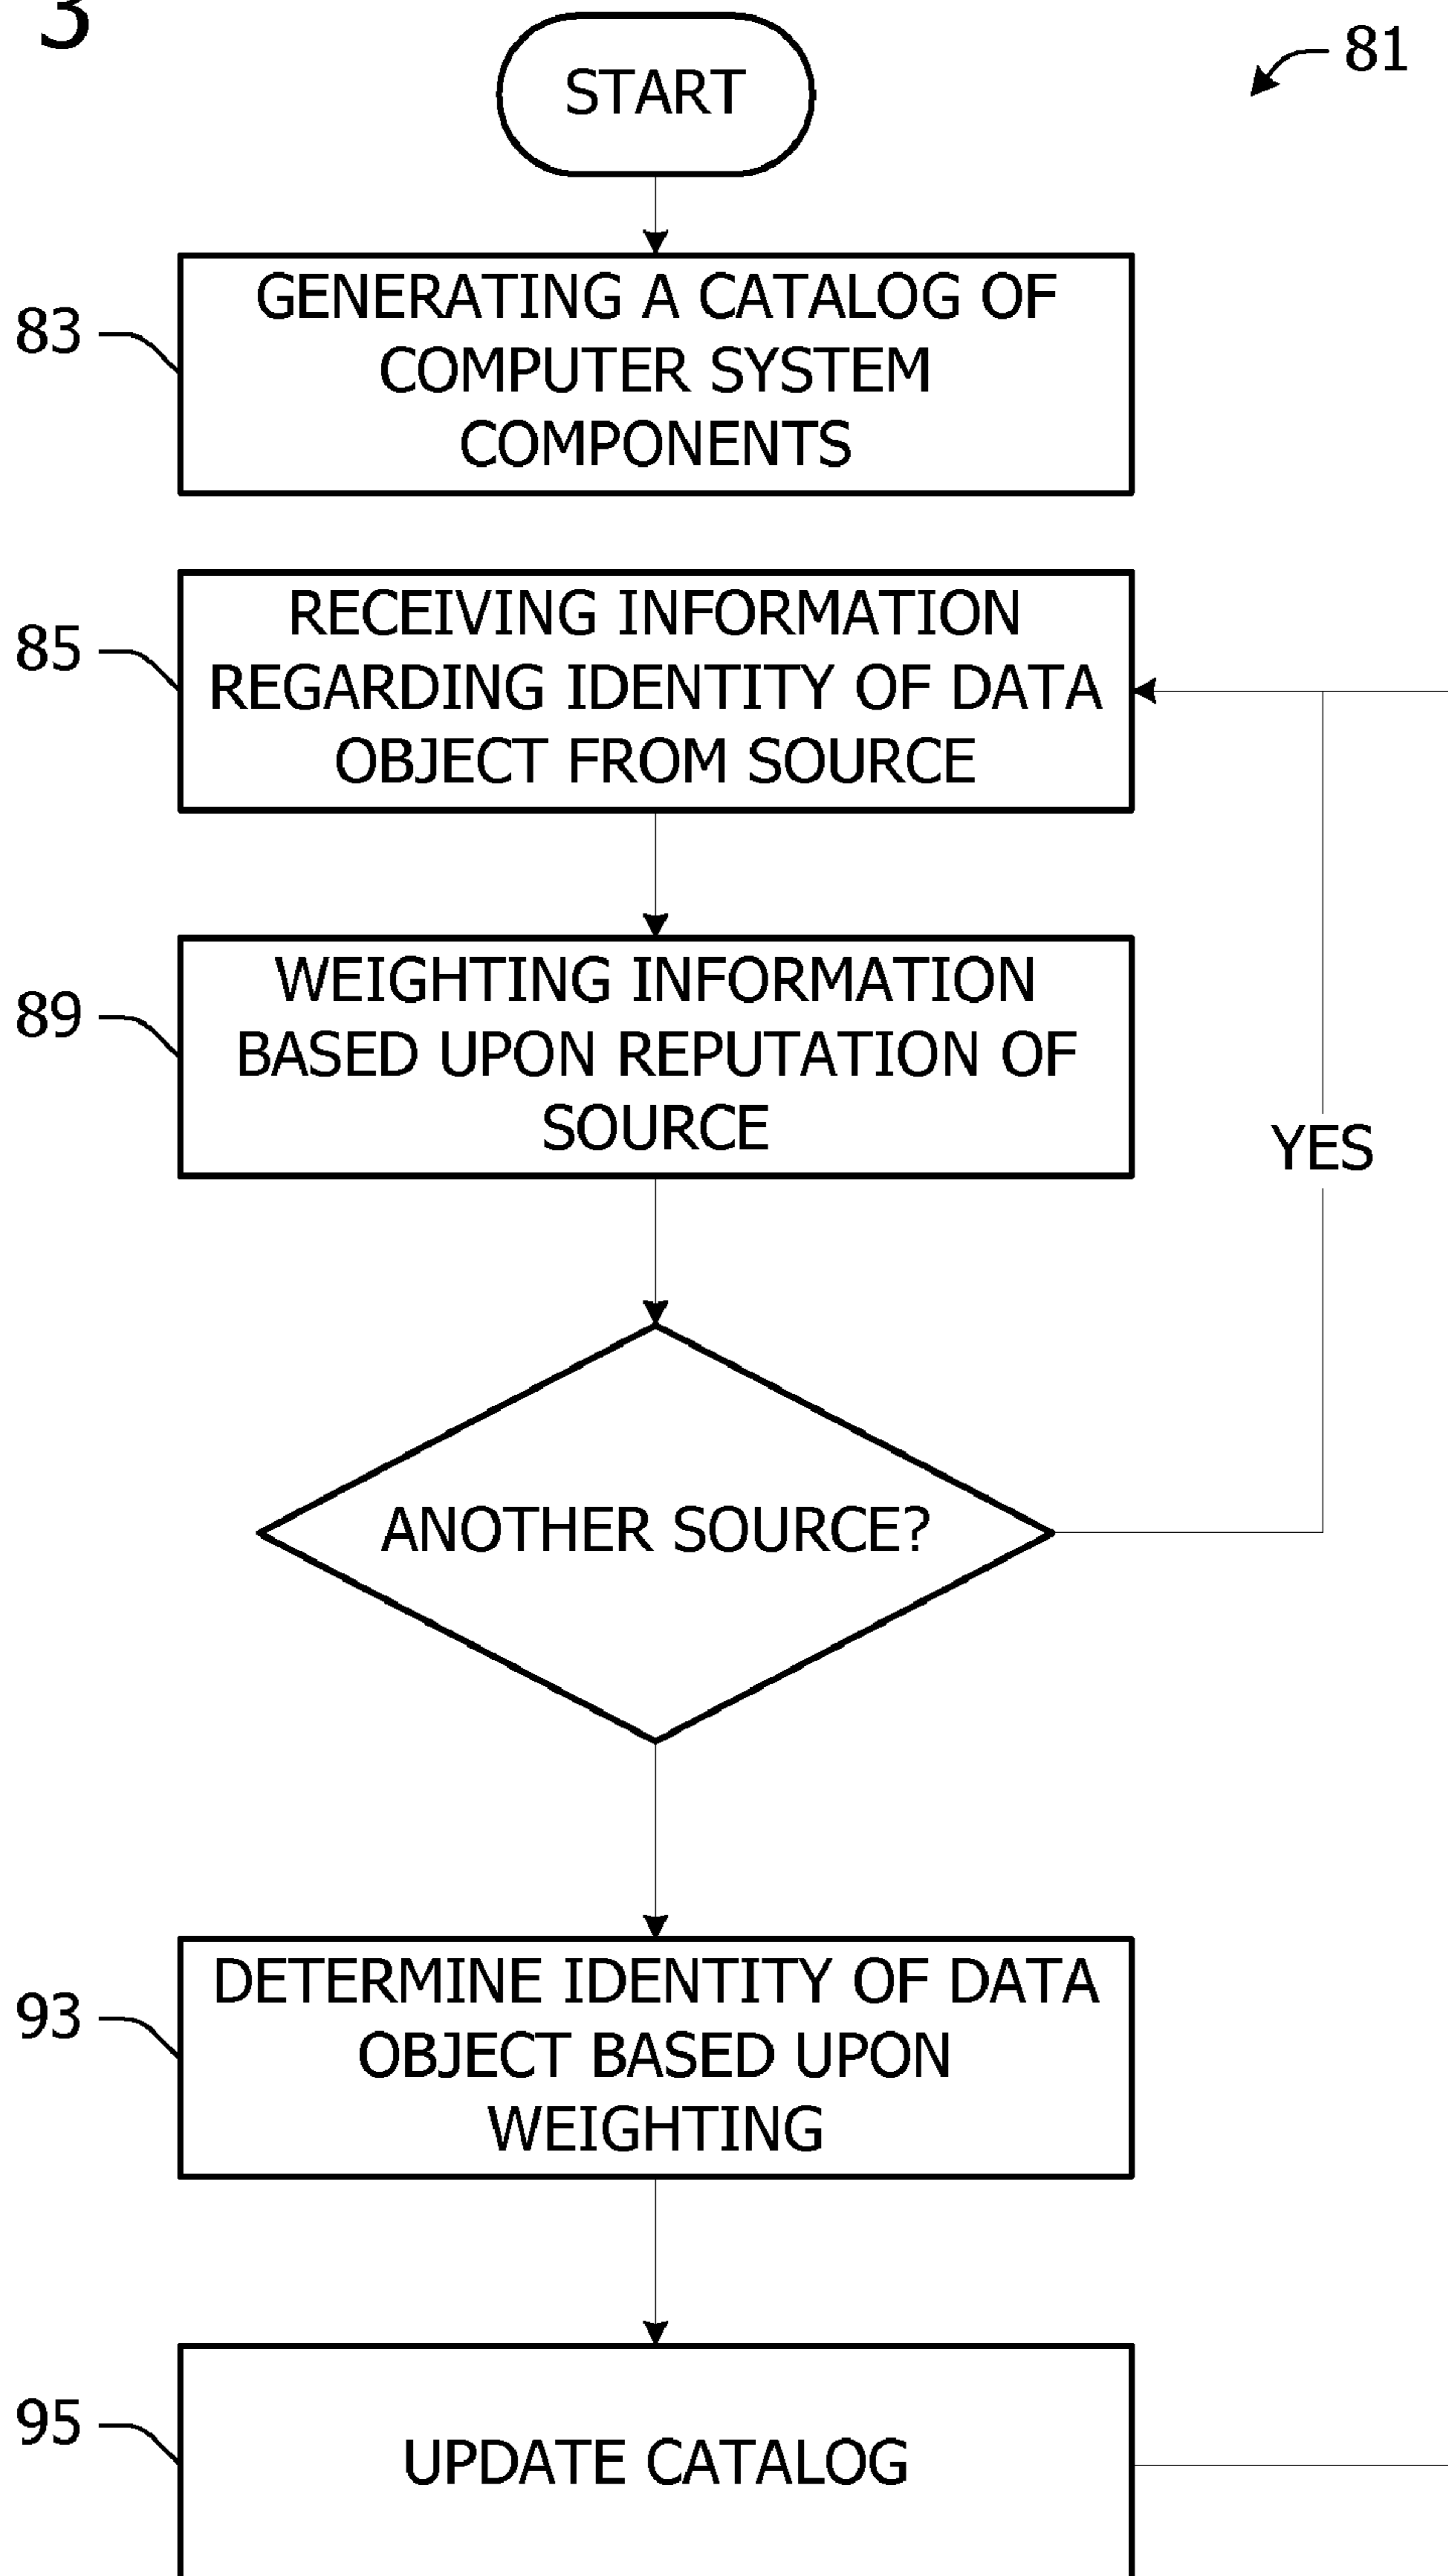 3
START
81
83
GENERATING A CATALOG OF
COMPUTER SYSTEM
COMPONENTS
85
RECEIVING INFORMATION
REGARDING IDENTITY OF DATA
OBJECT FROM SOURCE
89
WEIGHTING INFORMATION
BASED UPON REPUTATION OF
SOURCE
YES
ANOTHER SOURCE?
93
DETERMINE IDENTITY OF DATA
OBJECT BASED UPON
WEIGHTING
95
UPDATE CATALOG